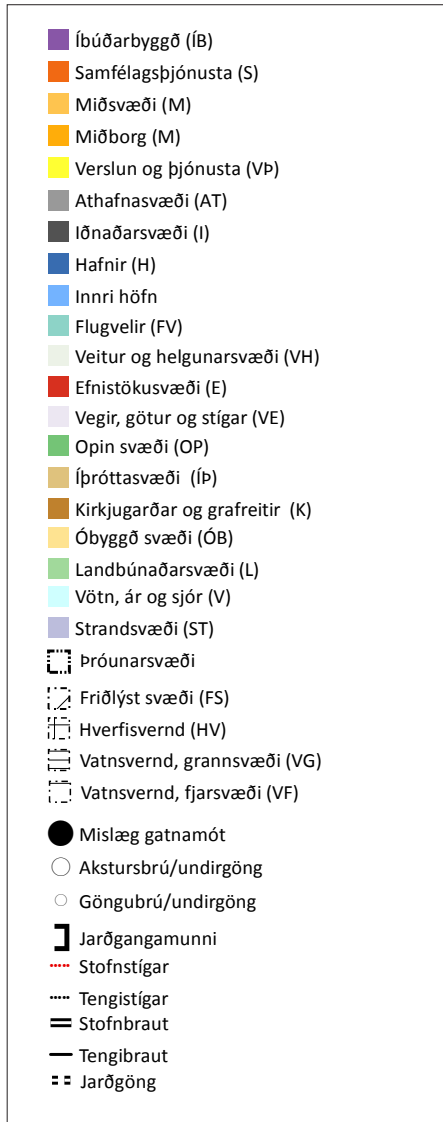 Íbúðarbyggð (ÍB)
Samfélagsþjónusta (S)
Miðsvæði (M)
Miðborg (M)
Verslun og þjónusta (VÞ)
Athafnasvæði (AT)
Iðnaðarsvæði (I)
Hafnir (H)
Innri höfn
Flugvelir (FV)
Veitur og helgunarsvæði (VH)
Efnistökusvæði (E)
Vegir, götur og stígar (VE)
Opin svæði (OP)
Íþróttasvæði (ÍÞ)
Kirkjugarðar og grafreitir (K)
Óbyggð svæði (ÓB)
Landbúnaðarsvæði (L)
Vötn, ár og sjór (V)
Strandsvæði (ST)
Þróunarsvæði
Friðlýst svæði (FS)
Hverfisvernd (HV)
Vatnsvernd, grannsvæði (VG)
Vatnsvernd, fjarsvæði (VF)
Mislæg gatnamót
Akstursbrú/undirgöng
Göngubrú/undirgöng
Jarðgangamunni
Stofnstígar
Tengistígar
Stofnbraut
Tengibraut
Jarðgöng